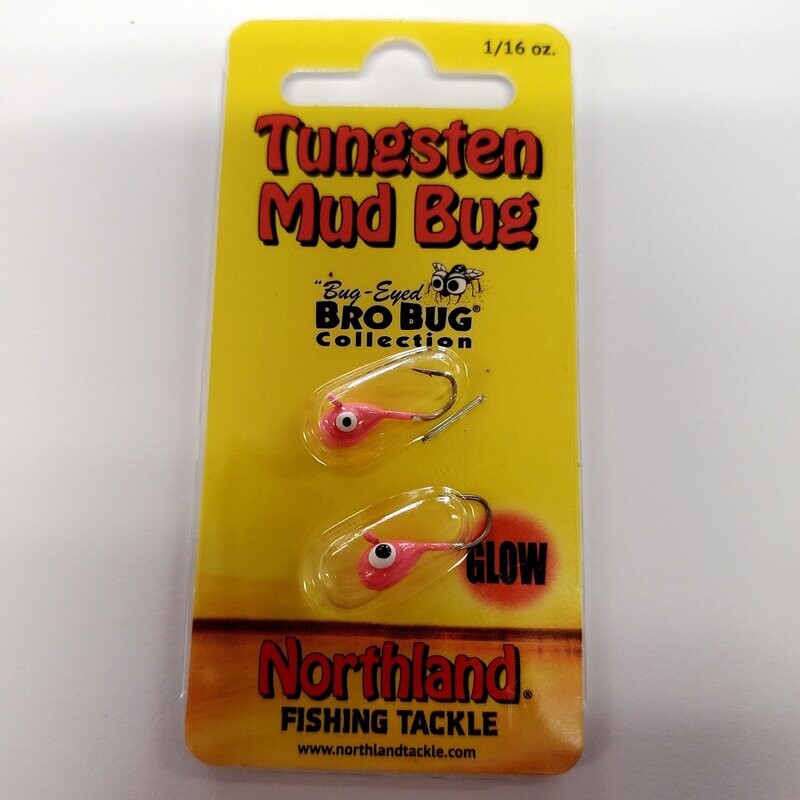 1/16 oz.
Tungsten
Mud Bug
"Bug-Eyed
BRO BUG®
Collection
GLOW
Northland®
FISHING TACKLE
www.northlandtackle.com